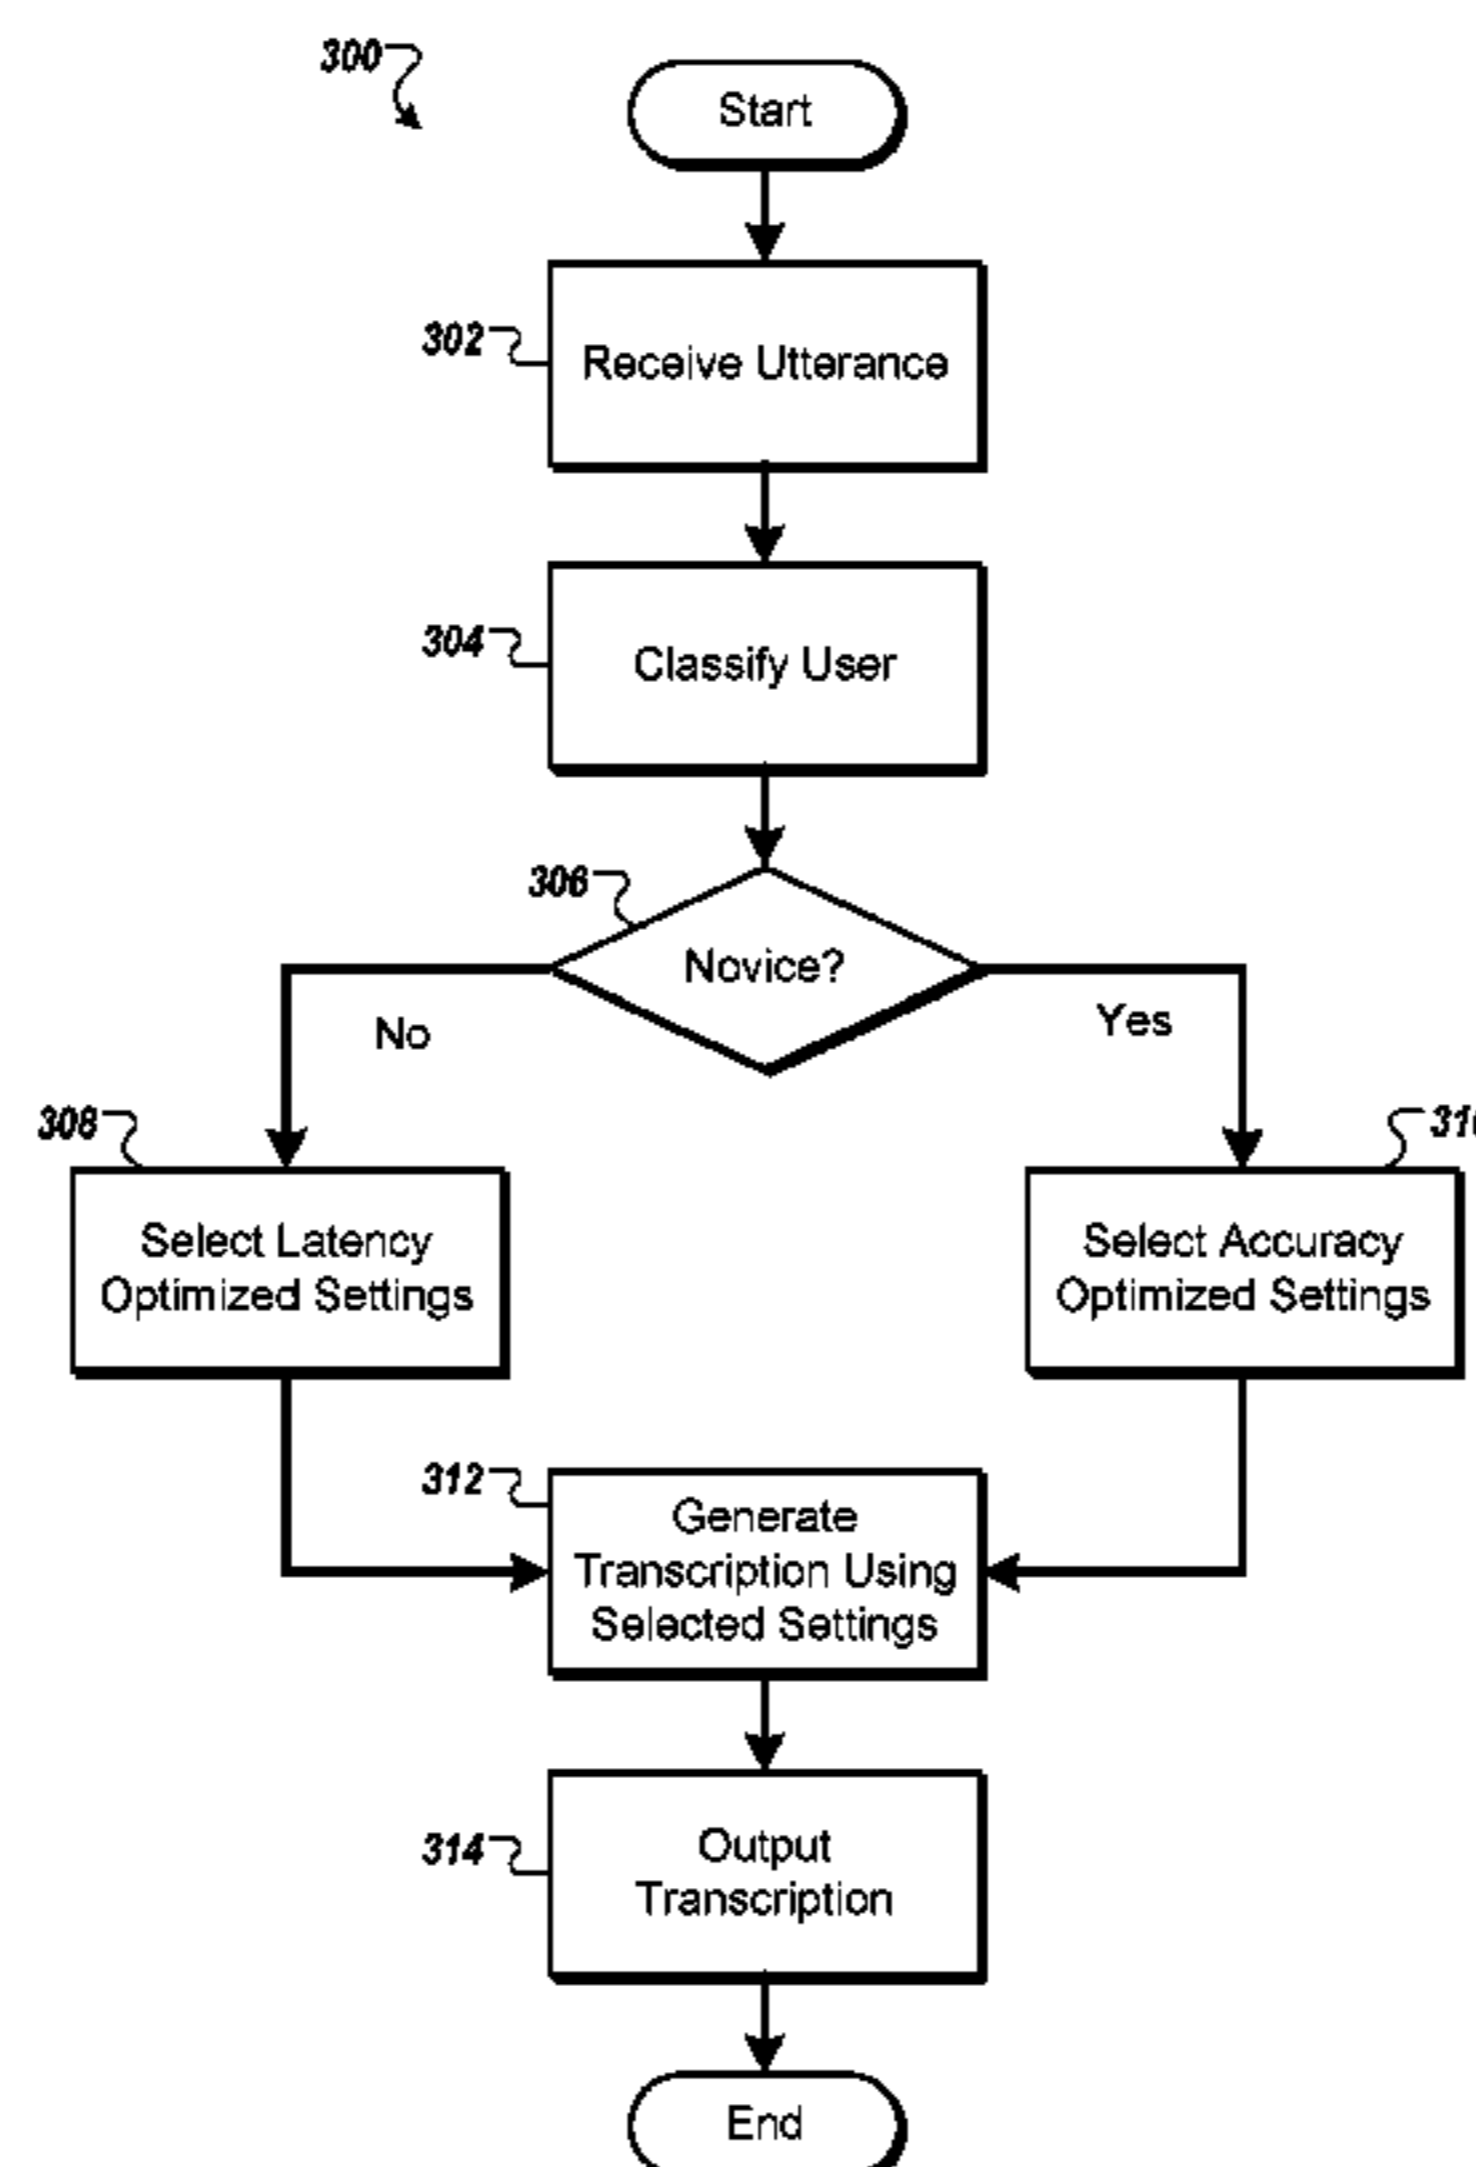 300
Start
302
Receive Utterance
304
Classify User
306
Novice?
No
Yes
308
Select Latency
Optimized Settings
Select Accuracy
Optimized Settings
312
Generate
Transcription Using
Selected Settings
314
Output
Transcription
End